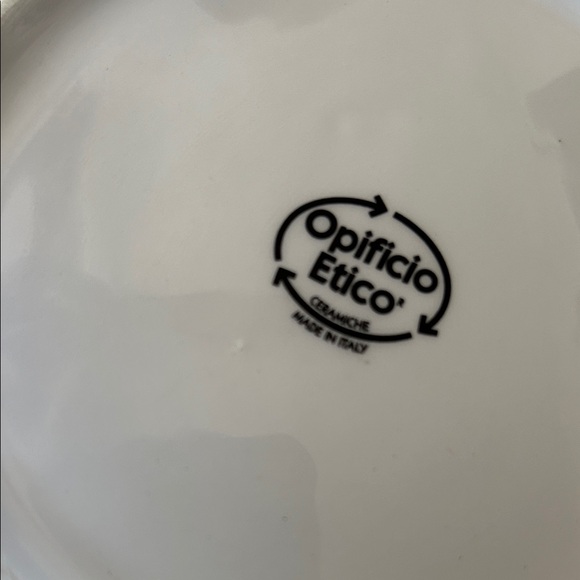 Opificio
Etico
CERAMICHE
MADE IN ITALY